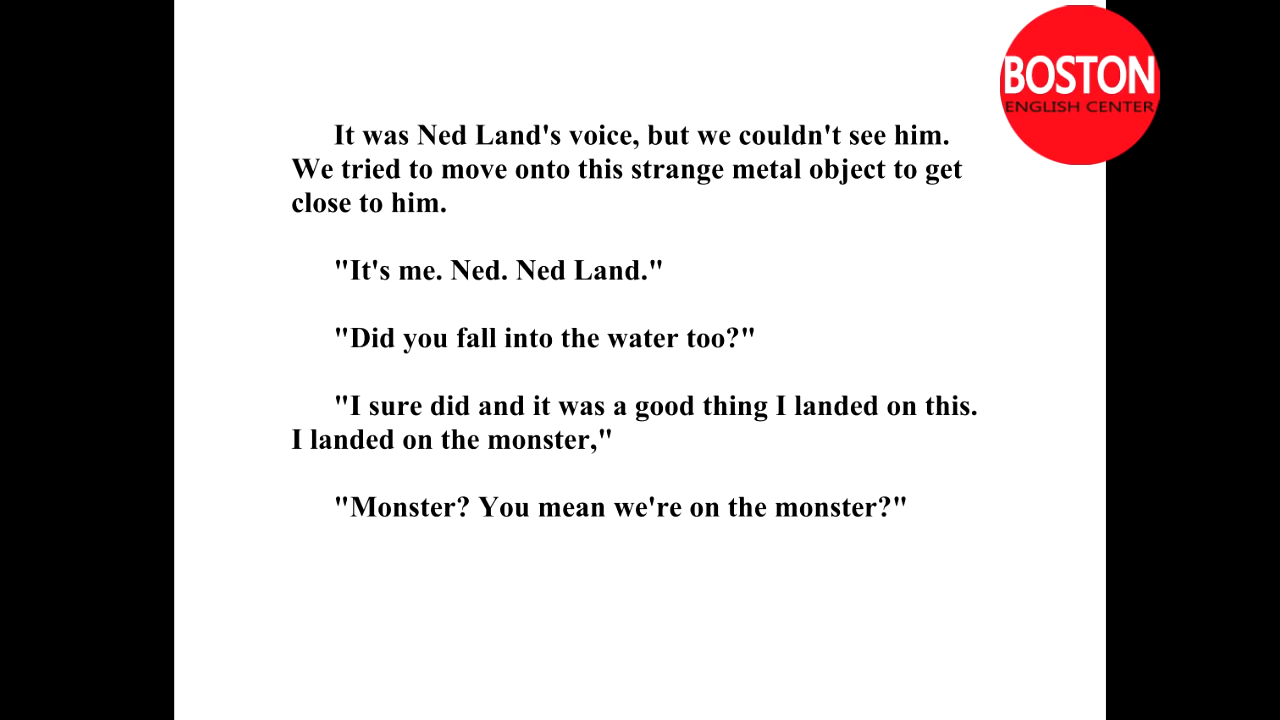 BOSTON
ENGLISH CENTER
It was Ned Land's voice, but we couldn't see him.
We tried to move onto this strange metal object to get
close to him.
"It's me. Ned. Ned Land."
"Did you fall into the water too?"
"I sure did and it was a good thing I landed on this.
I landed on the monster,"
"Monster? You mean we're on the monster?"